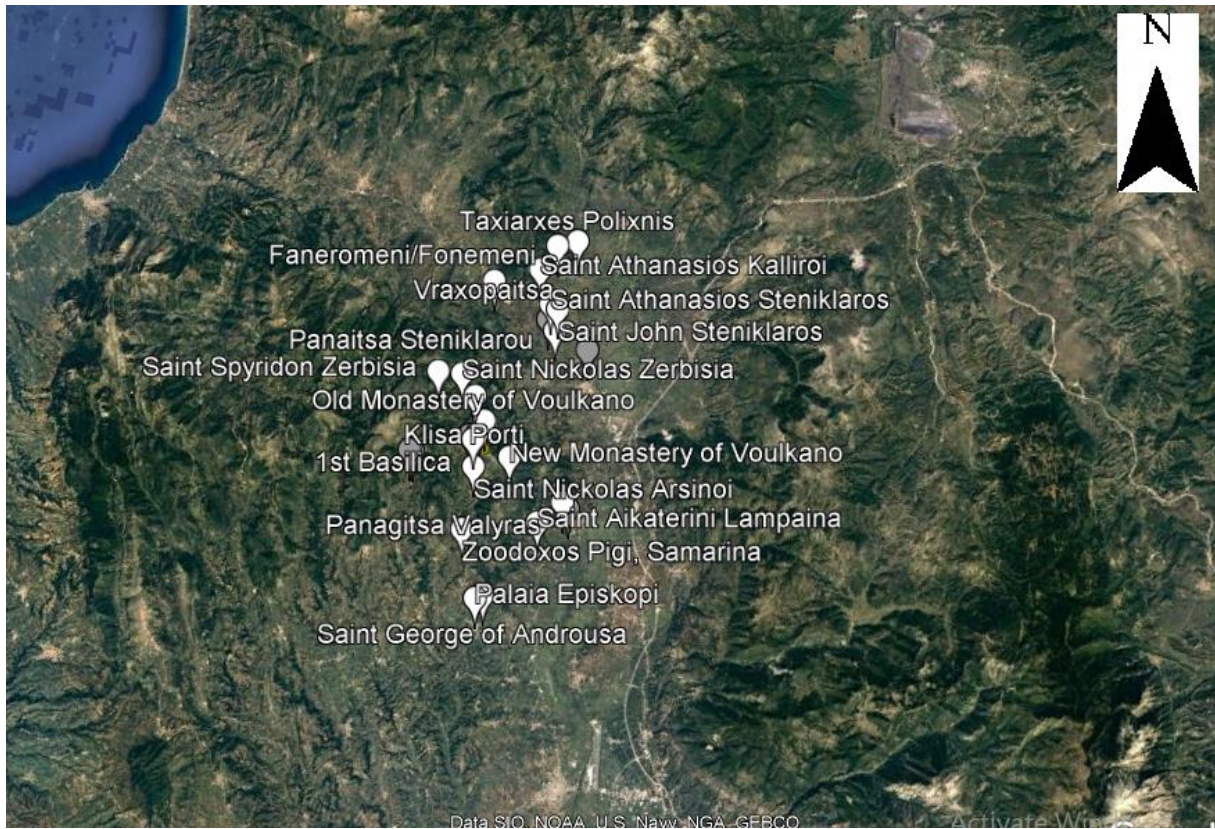 N
Taxiarxes Polixnis
Faneromeni/Fonemeni
Saint Athanasios Kalliroi
Vraxopaitsa
Saint Athanasios Steniklaros
Saint John Steniklaros
Panaitsa Steniklarou
Saint Spyridon Zerbisia
Saint Nickolas Zerbisia
Old Monastery of Voulkano
Klisa Porti
New Monastery of Voulkano
1st Basilica
Saint Nickolas Arsinoi
Saint Aikaterini Lampaina
Panagitsa Valyras
Zoodoxos Pigi, Samarina
Palaia Episkopi
Saint George of Androusa
Data SIO, NOAA, U.S. Navy, NGA, GEBCO
Activate Win